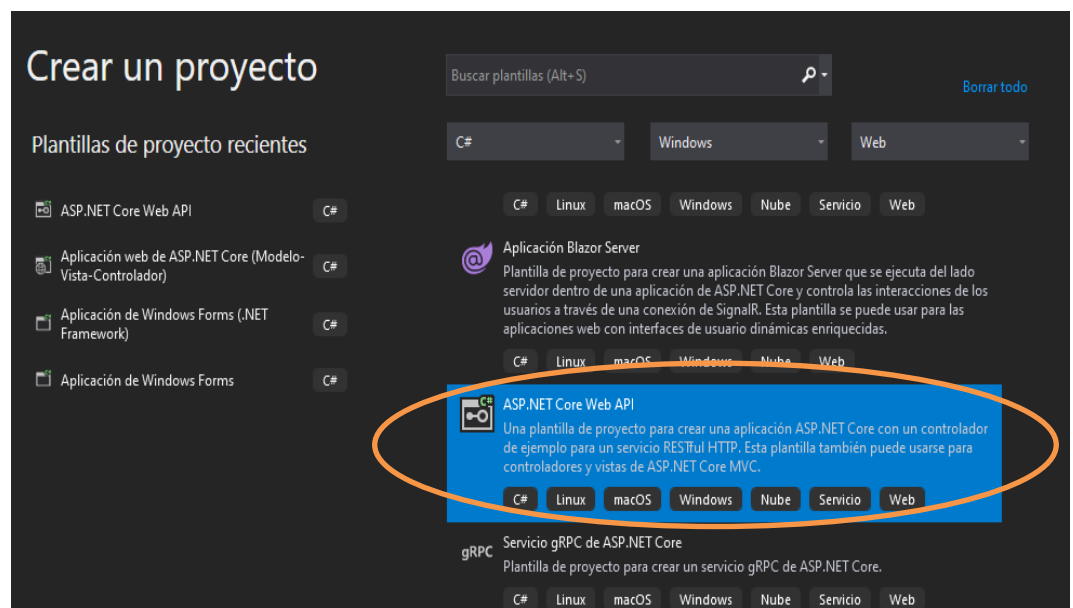 Crear un proyecto
Buscar plantillas (Alt+S)
Borrar todo
Plantillas de proyecto recientes
C#
Windows
Web
ASP.NET Core Web API
C#
Aplicación web de ASP.NET Core (Modelo-
Vista-Controlador)
C#
Aplicación de Windows Forms (.NET
Framework)
C#
Aplicación de Windows Forms
C#
C# Linux macOS Windows Nube Servicio Web
Aplicación Blazor Server
Plantilla de proyecto para crear una aplicación Blazor Server que se ejecuta del lado
servidor dentro de una aplicación de ASP.NET Core y controla las interacciones de los
usuarios a través de una conexión de SignalR. Esta plantilla se puede usar para las
aplicaciones web con interfaces de usuario dinámicas enriquecidas.
C# Linux macOS Windows Nube Web
C#
ASP.NET Core Web API
Una plantilla de proyecto para crear una aplicación ASP.NET Core con un controlador
de ejemplo para un servicio RESTful HTTP. Esta plantilla también puede usarse para
controladores y vistas de ASP.NET Core MVC.
C# Linux macOS Windows Nube Servicio Web
gRPC
Servicio gRPC de ASP.NET Core
Plantilla de proyecto para crear un servicio gRPC de ASP.NET Core.
C# Linux macOS Windows Nube Servicio Web